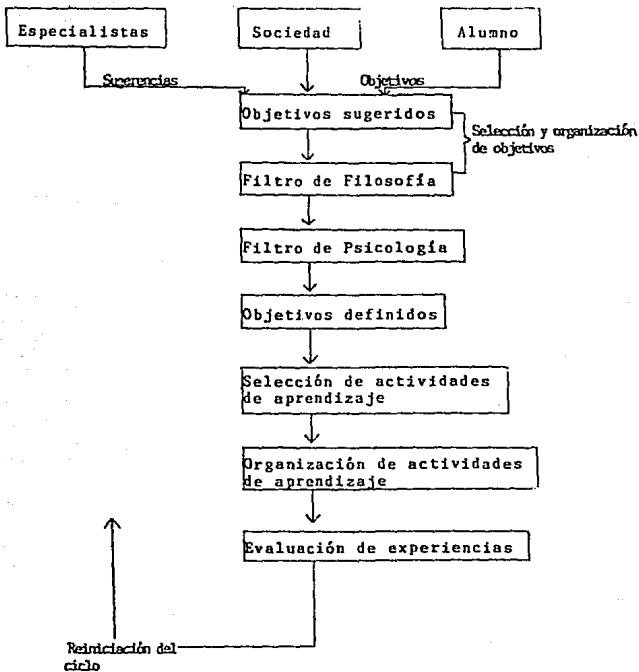 Especialistas
Sociedad
Alumno
Sugerencias
Objetivos
Objetivos sugeridos
Selección y organización
de objetivos
Filtro de Filosofía
Filtro de Psicología
Objetivos definidos
Selección de actividades
de aprendizaje
Organización de actividades
de aprendizaje
Evaluación de experiencias
Reiniciación del
ciclo